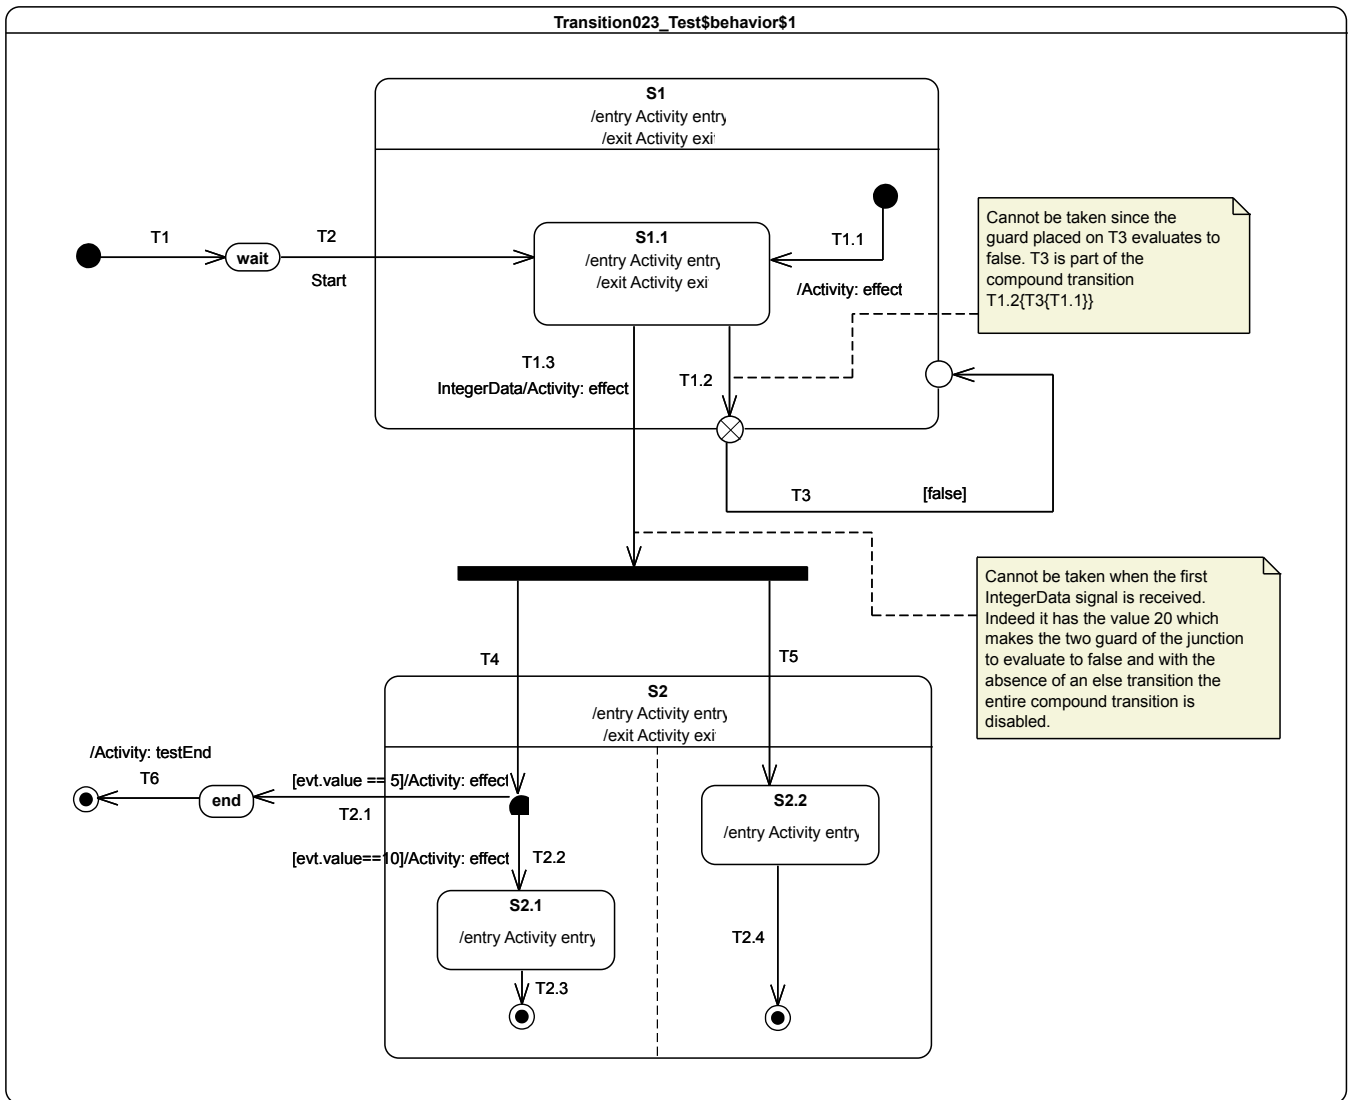 Transition023_Test$behavior$1
S1
/entry Activity entry
/exit Activity exi
T1
wait
T2
Start
S1.1
/entry Activity entry
/exit Activity exi
T1.1
/Activity: effect
Cannot be taken since the
guard placed on T3 evaluates to
false. T3 is part of the
compound transition
T1.2{T3{T1.1}}
T1.3
IntegerData/Activity: effect
T1.2
T3
[false]
Cannot be taken when the first
IntegerData signal is received.
Indeed it has the value 20 which
makes the two guard of the junction
to evaluate to false and with the
absence of an else transition the
entire compound transition is
disabled.
T4
T5
S2
/entry Activity entry
/exit Activity exi
/Activity: testEnd
T6
end
[evt.value == 5]/Activity: effect
T2.1
[evt.value==10]/Activity: effect
T2.2
S2.1
/entry Activity entry
T2.3
S2.2
/entry Activity entry
T2.4